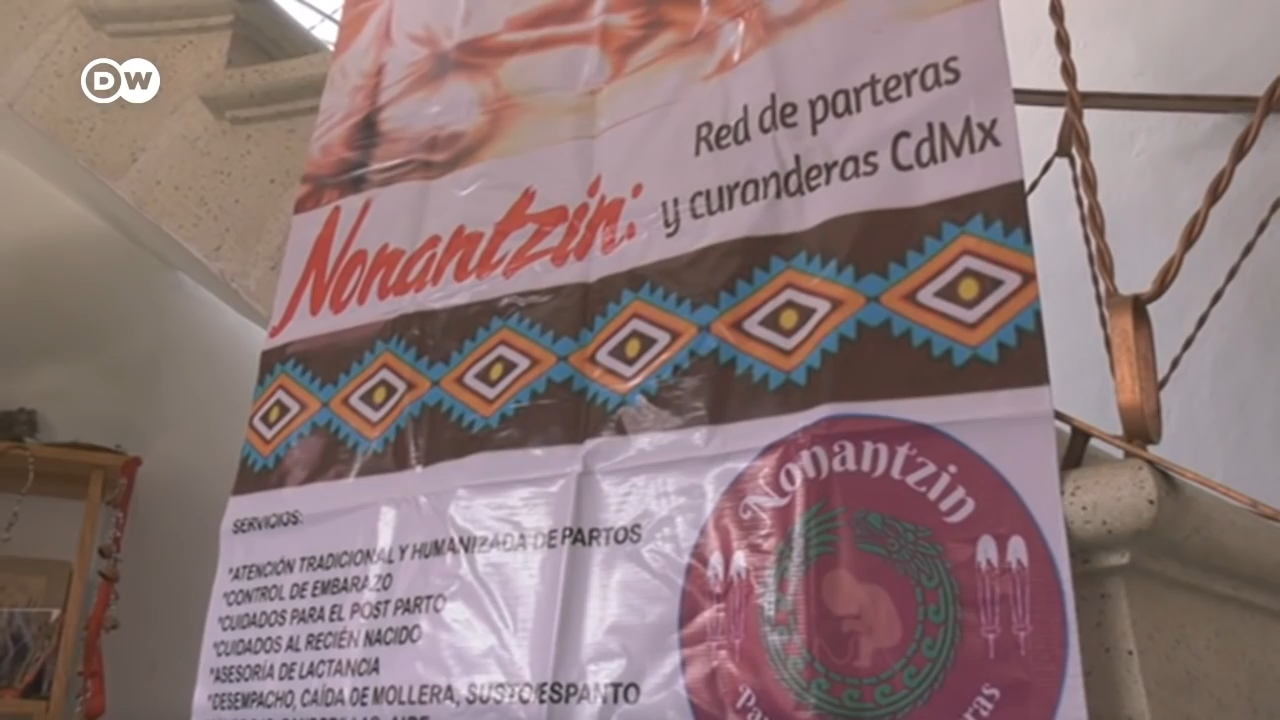 DW
Red de parteras
Nonantzin: y curanderas CdMx
Nonantzin
SERVICIOS:
*ATENCIÓN TRADICIONAL Y HUMANIZADA DE PARTOS
*CONTROL DE EMBARAZO
*CUIDADOS PARA EL POST PARTO
*CUIDADOS AL RECIÉN NACIDO
*ASESORÍA DE LACTANCIA
*DESEMPACHO, CAÍDA DE MOLLERA, SUSTO/ESPANTO